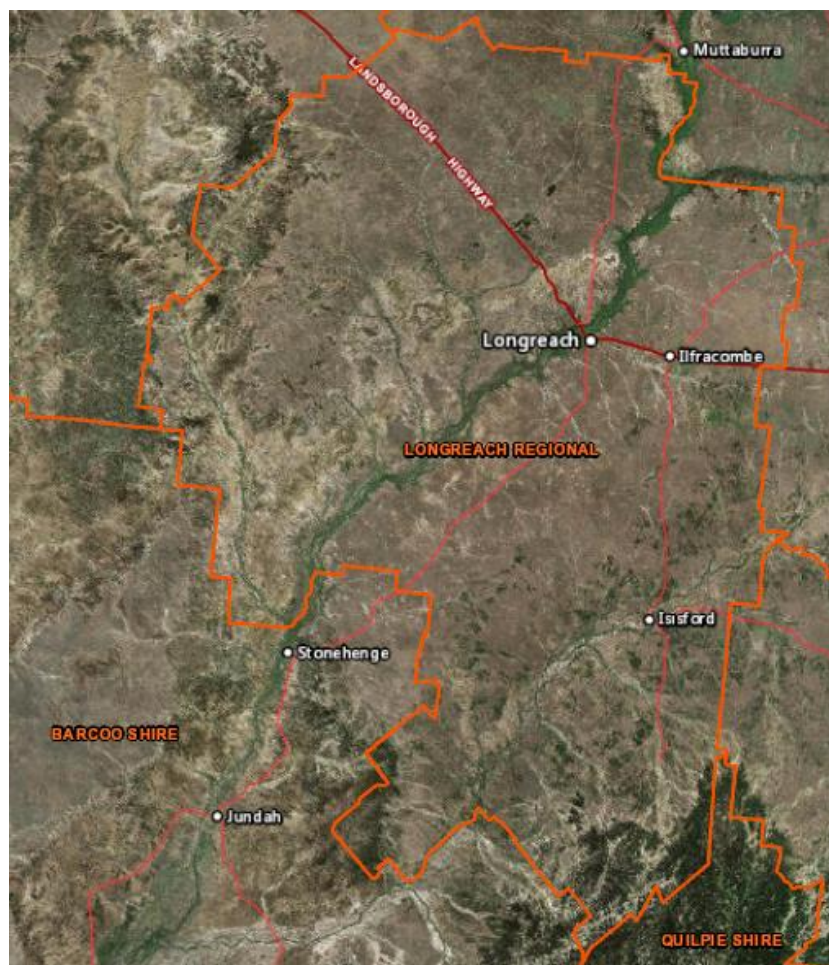 Muttaburra
LANDSBOROUGH HIGHWAY
Longreach
Ilfracombe
LONGREACH REGIONAL
Isisford
Stonehenge
BARCOO SHIRE
Jundah
QUILPIE SHIRE